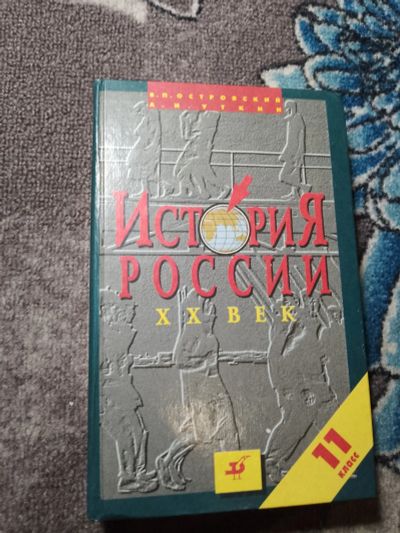 В.П.ОСТРОВСКИЙ
А.И.УТКИН
ИСТОРИЯ
РОССИИ
XX ВЕК
11
класс